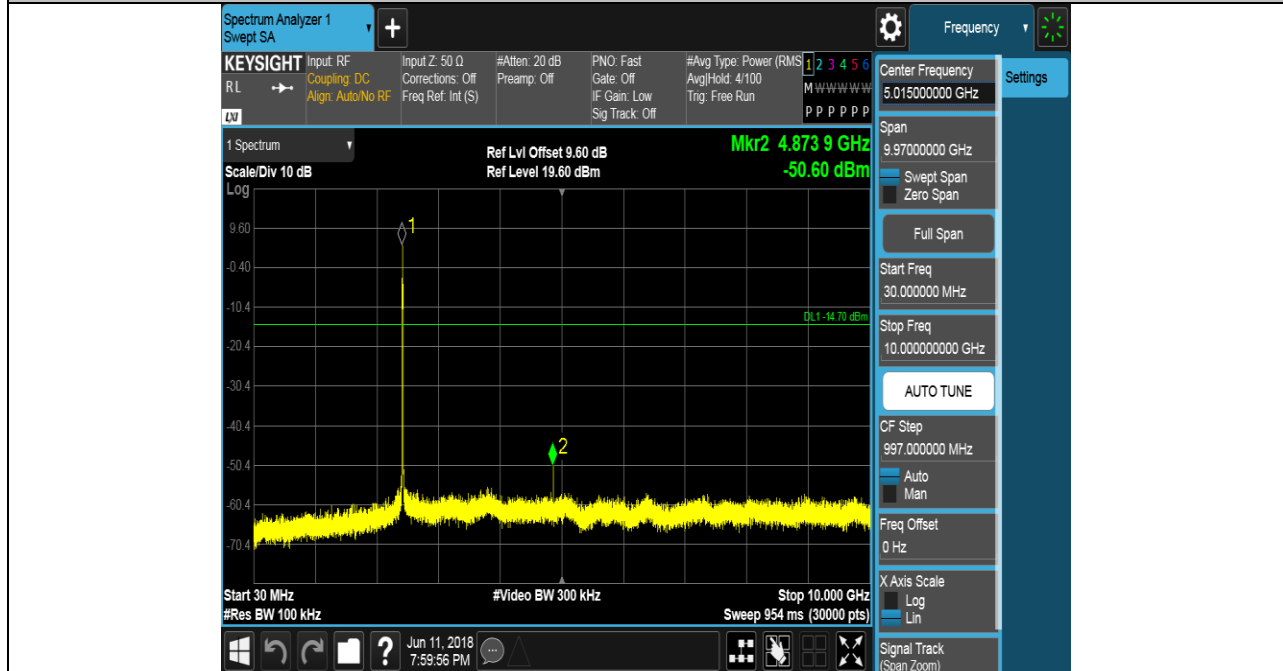 Spectrum Analyzer 1
Swept SA
+
Frequency
KEYSIGHT
RL
LXI
Input: RF
Coupling: DC
Align: Auto/No RF
Input Z: 50 Ω
Corrections: Off
Freq Ref: Int (S)
#Atten: 20 dB
Preamp: Off
PNO: Fast
Gate: Off
IF Gain: Low
Sig Track: Off
#Avg Type: Power (RMS
Avg|Hold: 4/100
Trig: Free Run
1 2 3 4 5 6
M W W W W W
P P P P P P
Center Frequency
5.015000000 GHz
Settings
1 Spectrum
Scale/Div 10 dB
Ref Lvl Offset 9.60 dB
Ref Level 19.60 dBm
Mkr2 4.873 9 GHz
-50.60 dBm
Log
9.60
-0.40
-10.4
-20.4
-30.4
-40.4
-50.4
-60.4
-70.4
1
DL1 -14.70 dBm
2
Start 30 MHz
#Res BW 100 kHz
#Video BW 300 kHz
Stop 10.000 GHz
Sweep 954 ms (30000 pts)
Span
9.97000000 GHz
Swept Span
Zero Span
Full Span
Start Freq
30.000000 MHz
Stop Freq
10.000000000 GHz
AUTO TUNE
CF Step
997.000000 MHz
Auto
Man
Freq Offset
0 Hz
X Axis Scale
Log
Lin
Signal Track
(Span Zoom)
?
Jun 11, 2018
7:59:56 PM